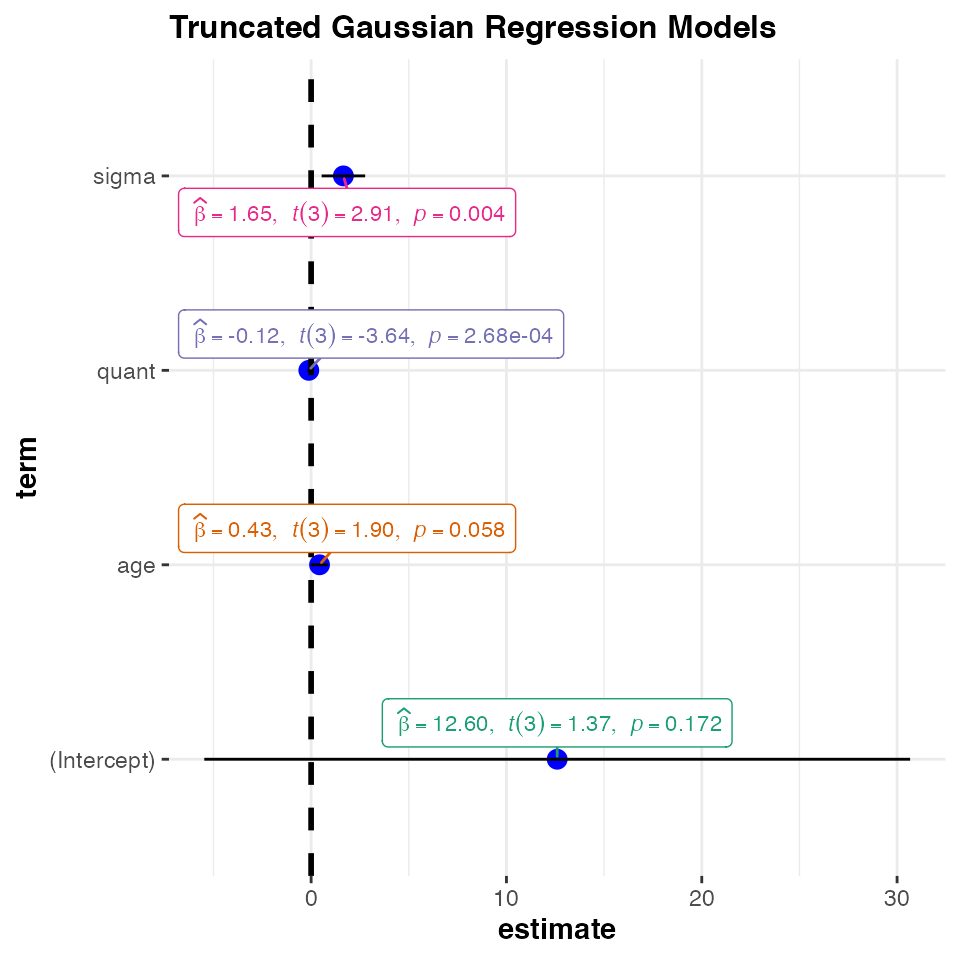 Truncated Gaussian Regression Models
sigma
β̂ = 1.65, t(3) = 2.91, p = 0.004
β̂ = -0.12, t(3) = -3.64, p = 2.68e-04
quant
term
β̂ = 0.43, t(3) = 1.90, p = 0.058
age
β̂ = 12.60, t(3) = 1.37, p = 0.172
(Intercept)
0 10 20 30
estimate